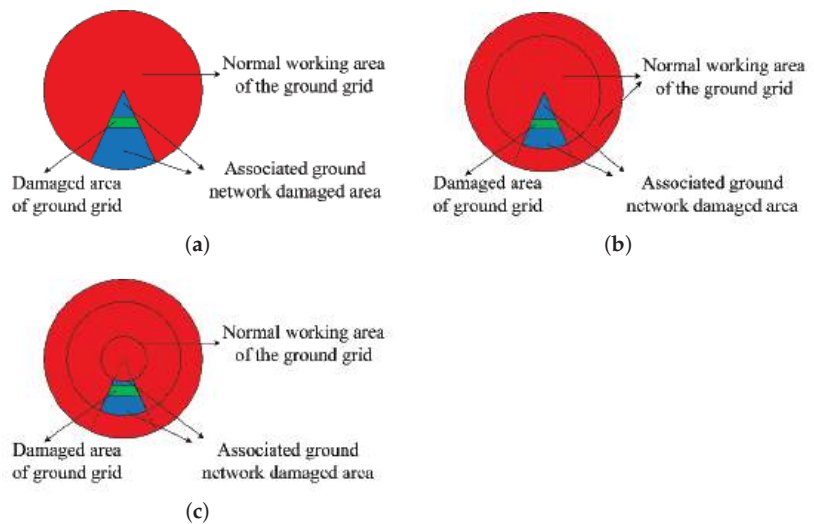 Normal working area
of the ground grid
Damaged area
of ground grid
Associated ground
network damaged area
(a)
Normal working area
of the ground grid
Damaged area
of ground grid
Associated ground
network damaged area
(b)
Normal working area
of the ground grid
Damaged area
of ground grid
Associated ground
network damaged area
(c)